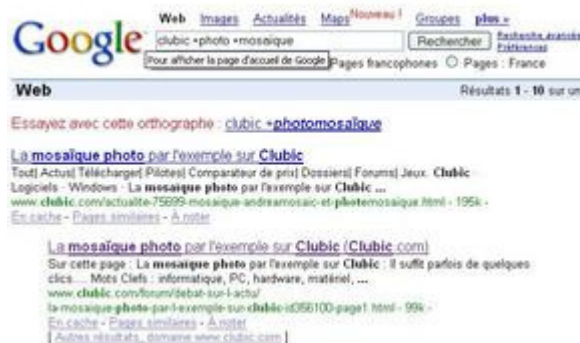 Web Images Actualités Maps Nouveau ! Groupes plus »
Google
clubic +photo +mosaique Rechercher Recherche avancée
Préférences
Pour afficher la page d'accueil de Google Pages francophones Pages : France
Web Résultats 1 - 10 sur un
Essayez avec cette orthographe : clubic +photomosaïque
La mosaïque photo par l'exemple sur Clubic
Tout| Actus| Télécharger| Pilotes| Comparateur de prix| Dossiers| Forums| Jeux. Clubic
Logiciels - Windows - La mosaïque photo par l'exemple sur Clubic ...
www.clubic.com/actualite-75699-mosaique-andreamosaic-et-photomosaique.html - 195k -
En cache - Pages similaires - À noter
La mosaïque photo par l'exemple sur Clubic (Clubic.com)
Sur cette page : La mosaïque photo par l'exemple sur Clubic : Il suffit parfois de quelques
clics.... Mots Clefs : informatique, PC, hardware, matériel, ...
www.clubic.com/forum/debat-sur-l-actu/
la-mosaique-photo-par-l-exemple-sur-clubic-id356100-page1.html - 99k -
En cache - Pages similaires - À noter
[ Autres résultats, domaine www.clubic.com ]